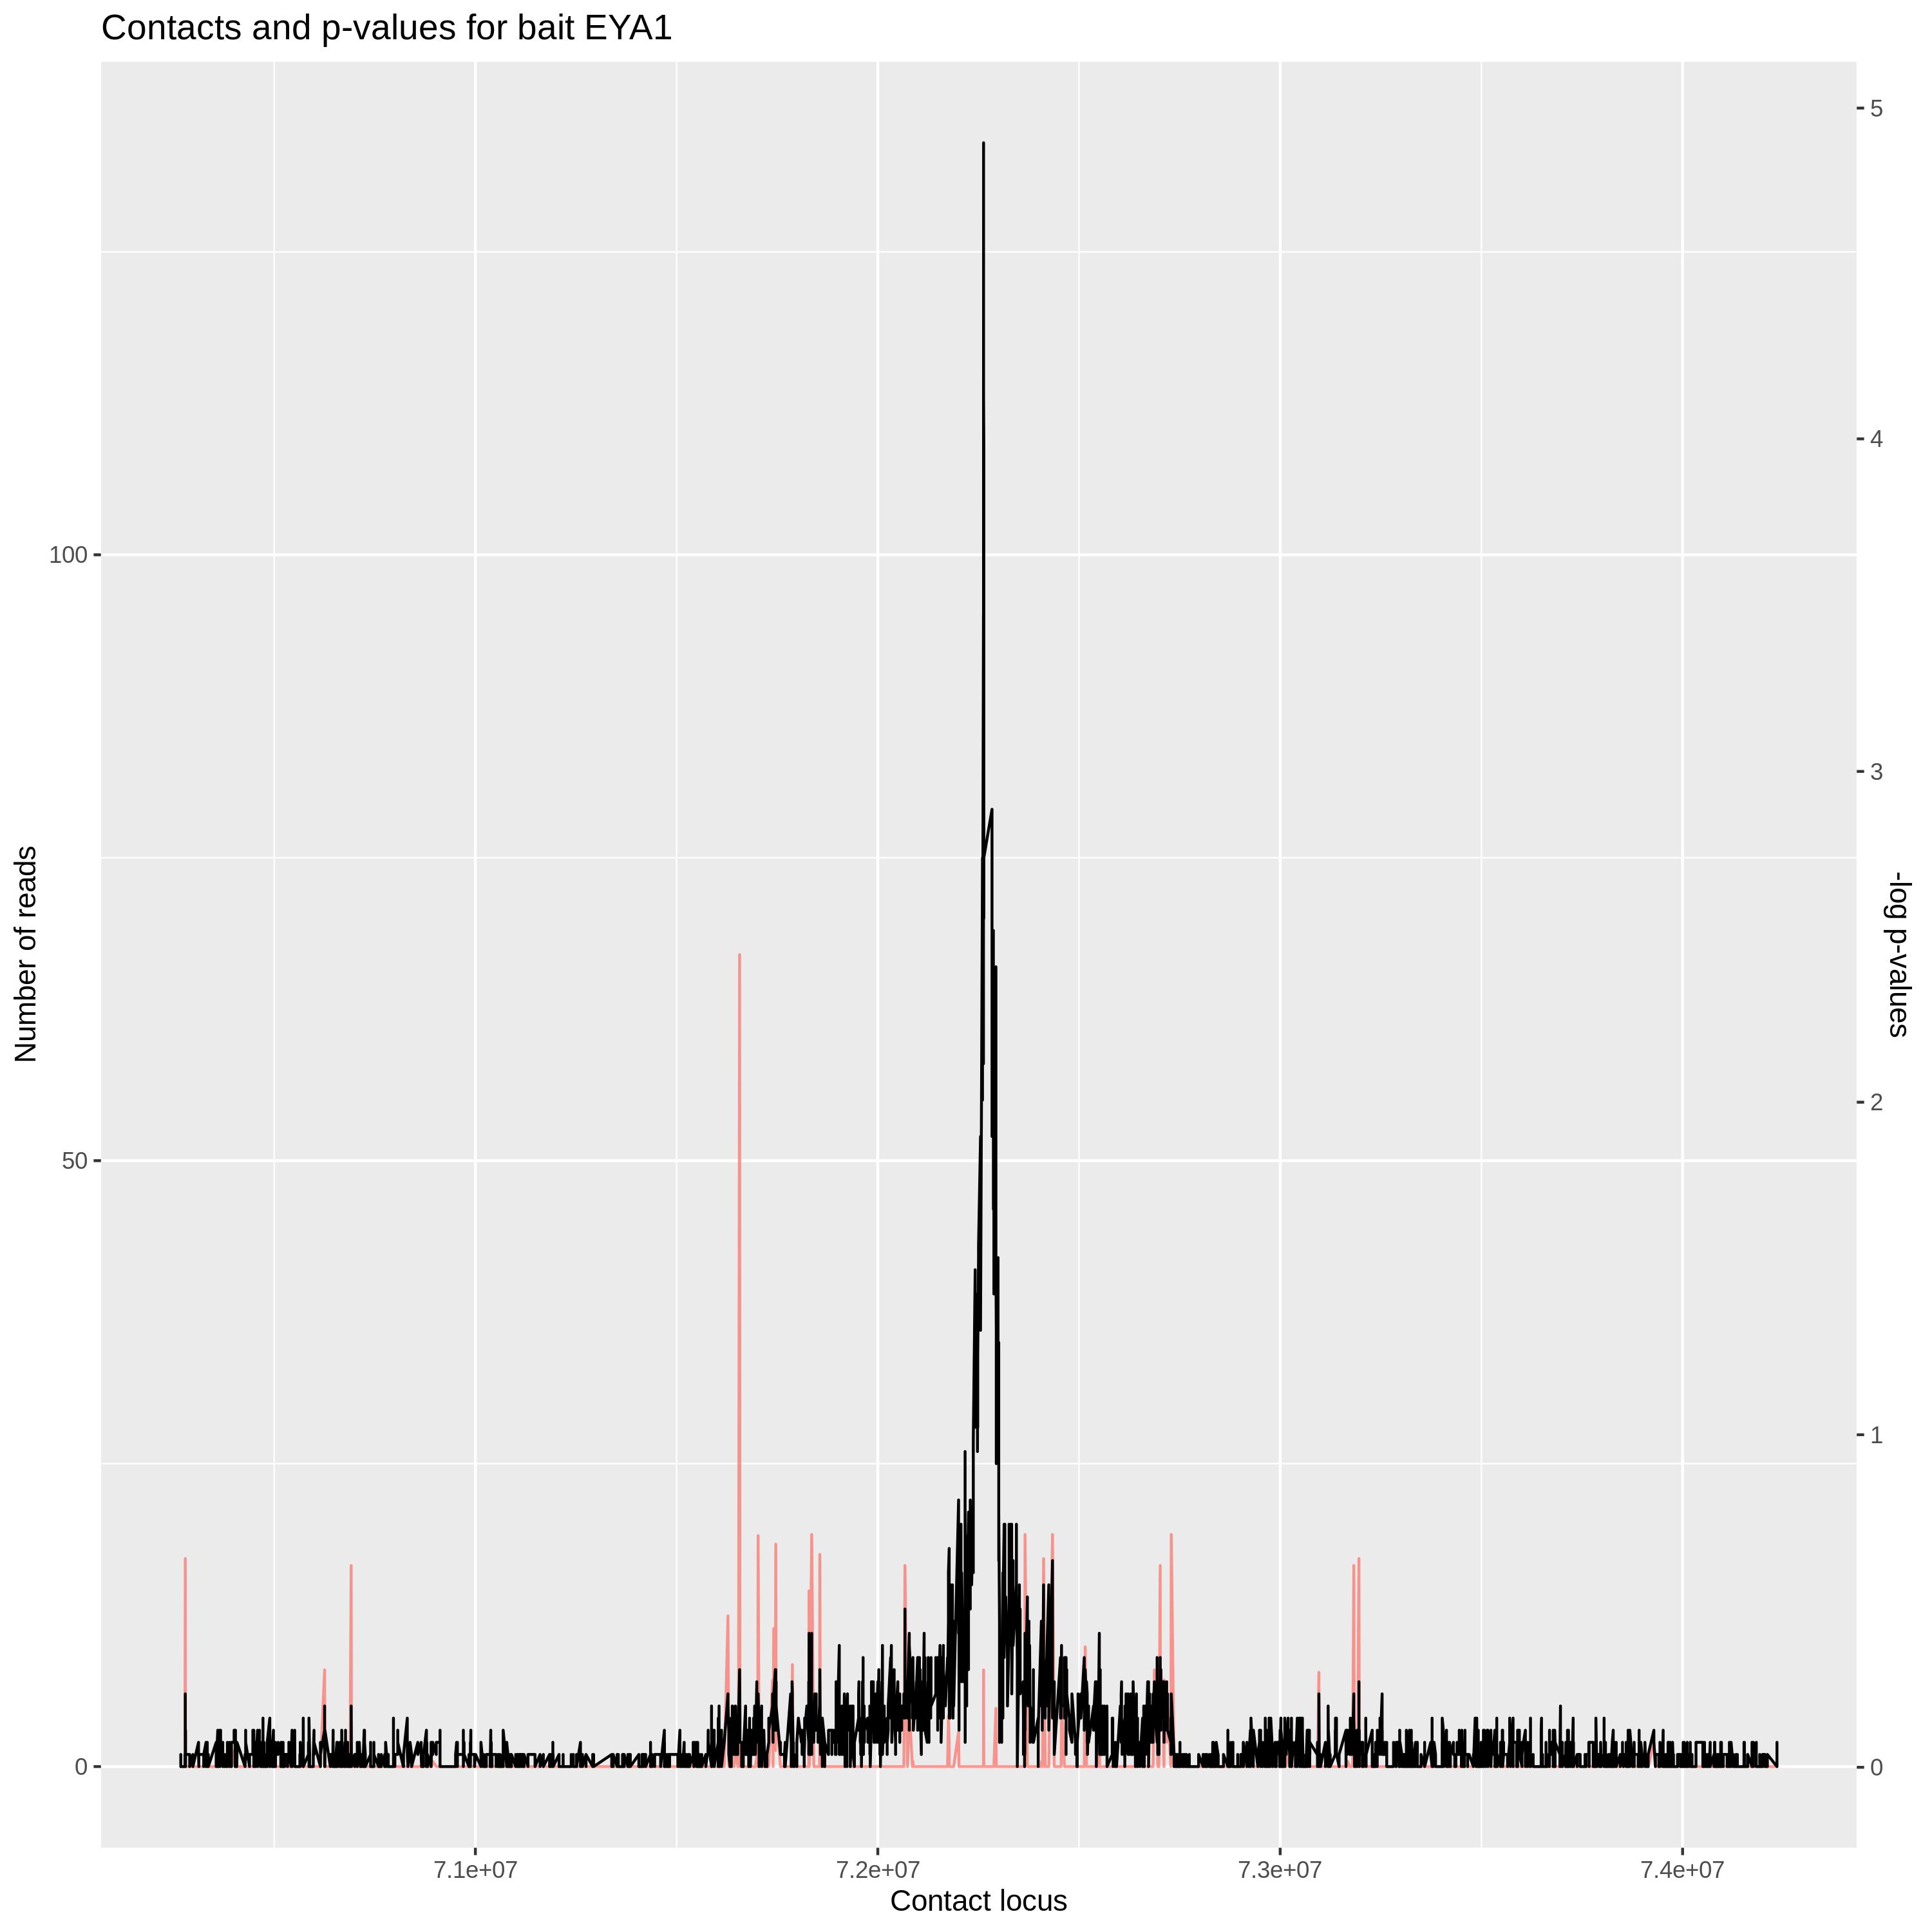 Contacts and p-values for bait EYA1
Number of reads
100
50
0
5
4
3
2
1
0
-log p-values
7.1e+07
7.2e+07
7.3e+07
7.4e+07
Contact locus